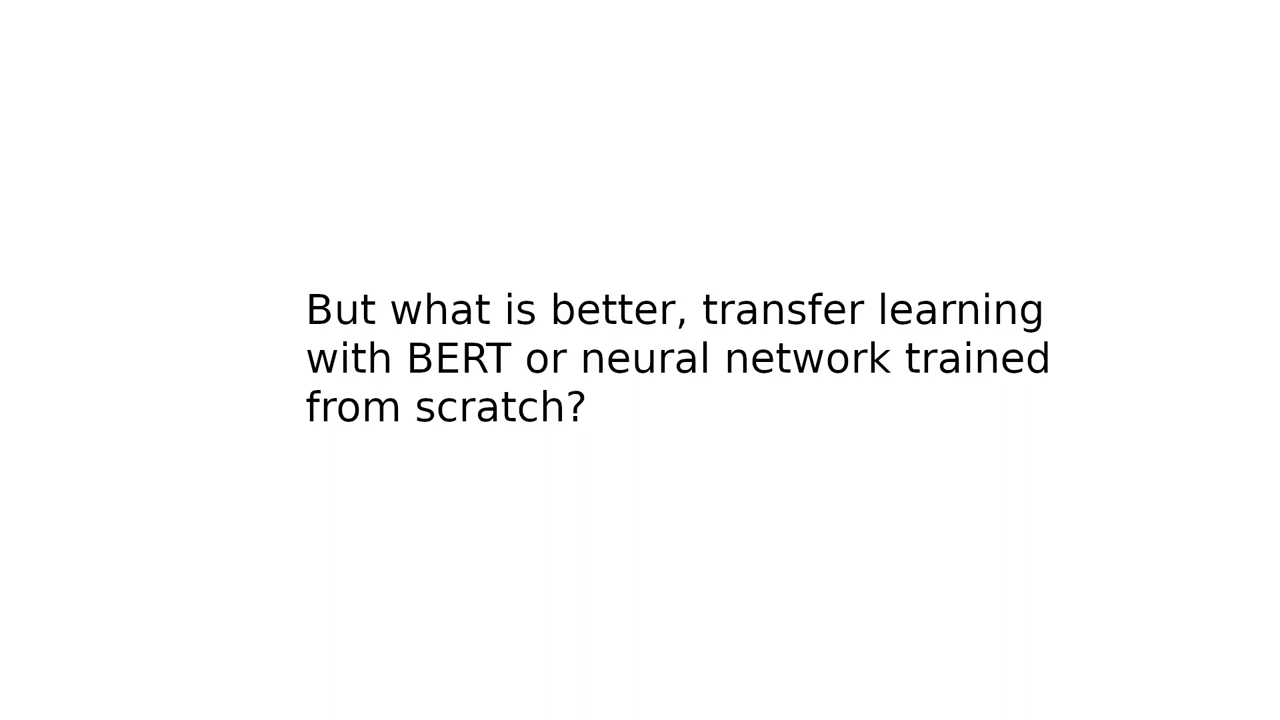 But what is better, transfer learning
with BERT or neural network trained
from scratch?